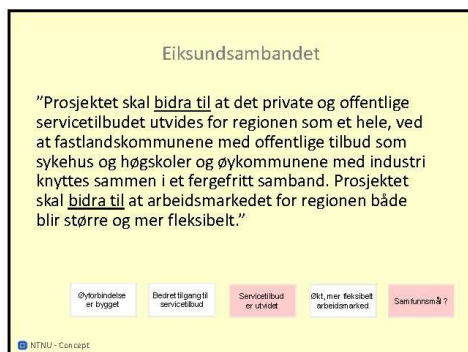 Eiksundsambandet
”Prosjektet skal bidra til at det private og offentlige
servicetilbudet utvides for regionen som et hele, ved
at fastlandskommunene med offentlige tilbud som
sykehus og høgskoler og øykommunene med industri
knyttes sammen i et fergefritt samband. Prosjektet
skal bidra til at arbeidsmarkedet for regionen både
blir større og mer fleksibelt.”
Øyforbindelse
er bygget
Bedret tilgang til
servicetilbud
Servicetilbud
er utvidet
Økt, mer fleksibelt
arbeidsmarked
Samfunnsmål ?
NTNU - Concept